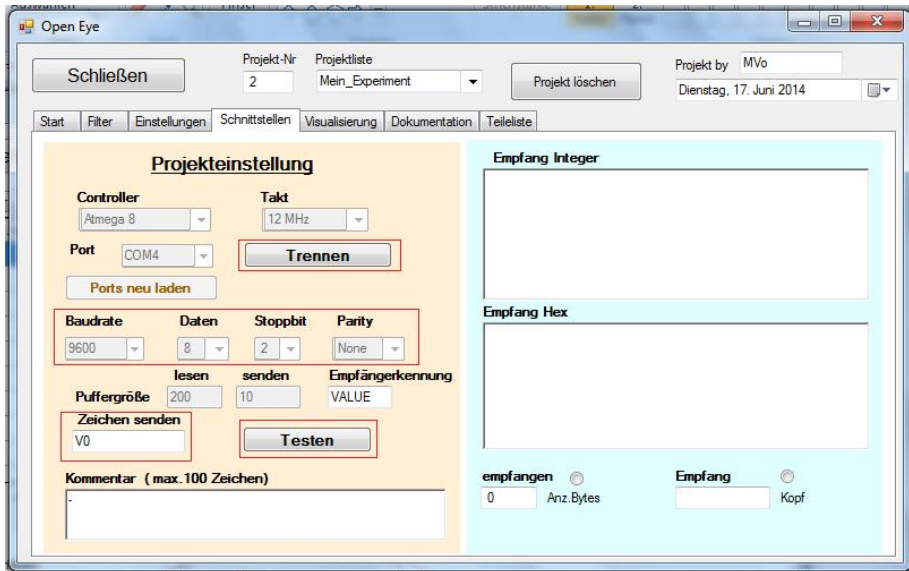 Open Eye
Schließen
Projekt-Nr
2
Projektliste
Mein_Experiment
Projekt löschen
Projekt by
MVo
Dienstag, 17. Juni 2014
Start Filter Einstellungen Schnittstellen Visualisierung Dokumentation Teileliste
Projekteinstellung
Controller Takt
Atmega 8 12 MHz
Port COM4 Trennen
Ports neu laden
Baudrate Daten Stoppbit Parity
9600 8 2 None
lesen senden Empfängerkennung
Puffergröße 200 10 VALUE
Zeichen senden
V0 Testen
Kommentar ( max.100 Zeichen)
-
Empfang Integer
Empfang Hex
empfangen Empfang
0 Anz.Bytes Kopf